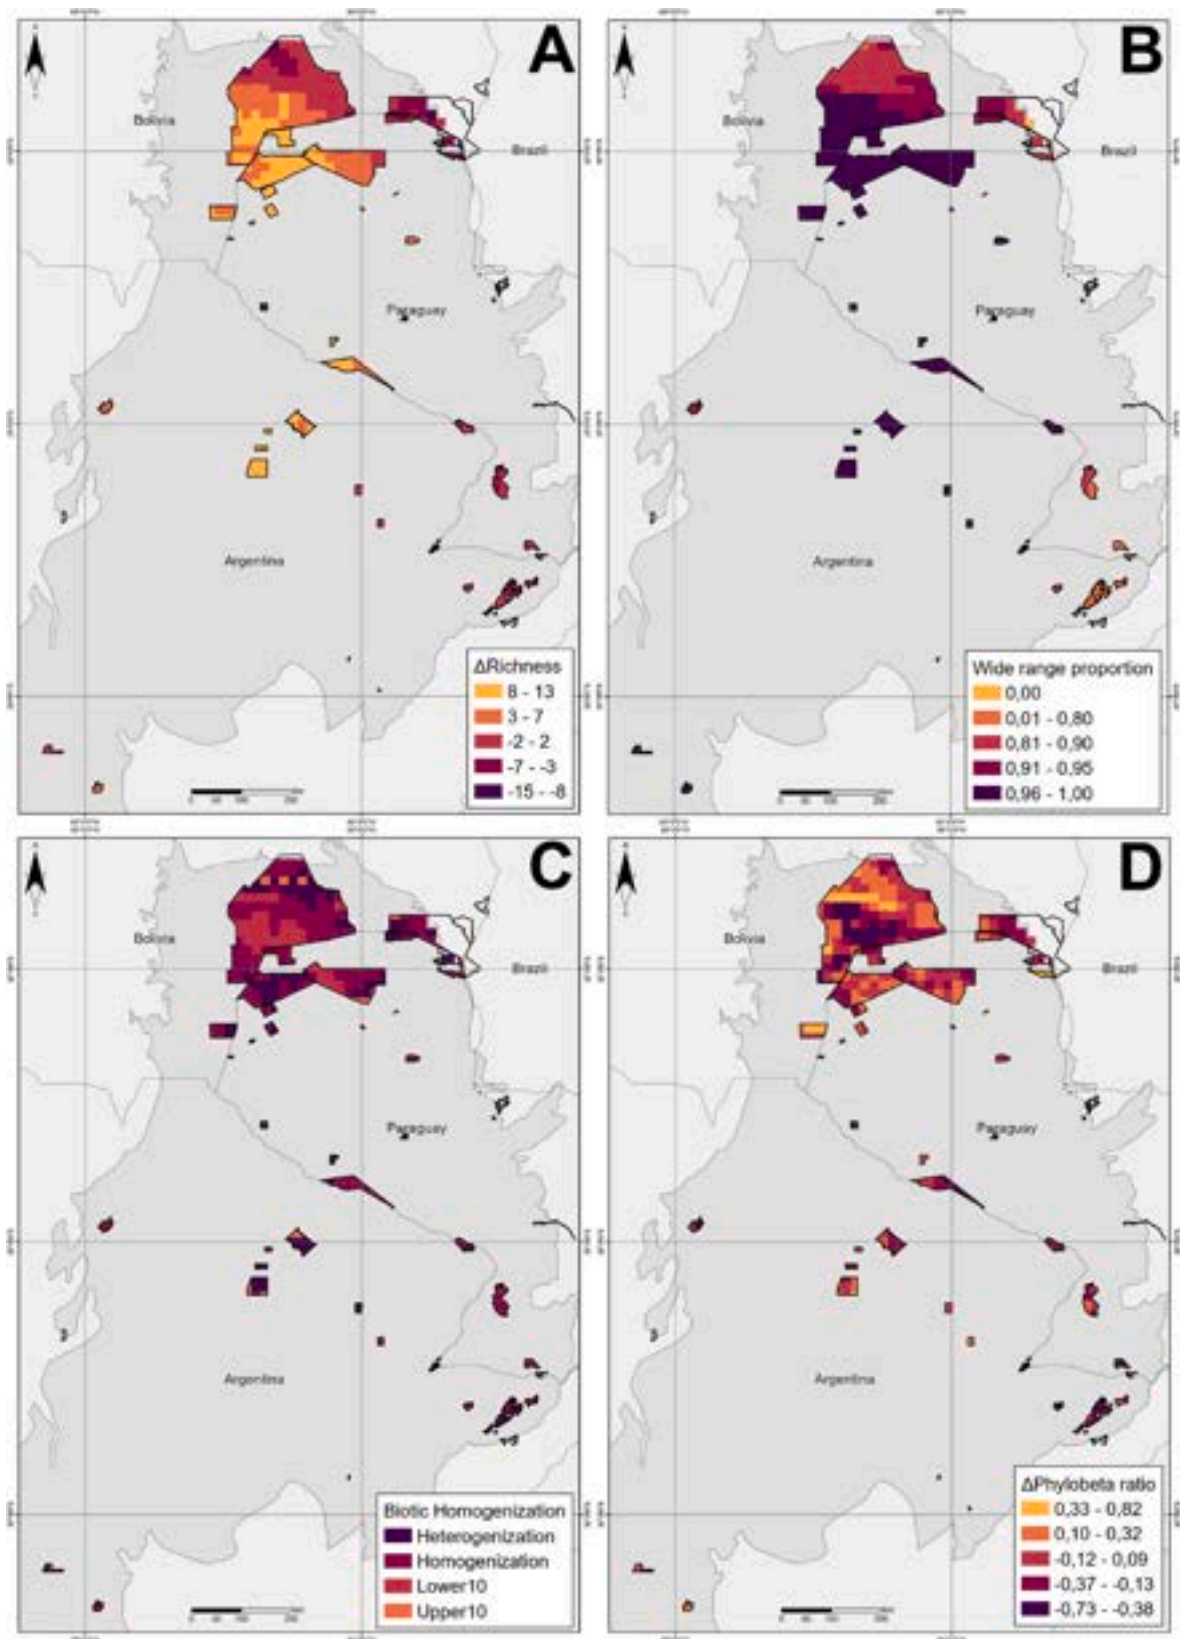 A
Bolivia
Brazil
Paraguay
Argentina
ΔRichness
8 - 13
3 - 7
-2 - 2
-7 - -3
-15 - -8
B
Bolivia
Brazil
Paraguay
Argentina
Wide range proportion
0,00
0,01 - 0,80
0,81 - 0,90
0,91 - 0,95
0,96 - 1,00
C
Bolivia
Brazil
Paraguay
Argentina
Biotic Homogenization
Heterogenization
Homogenization
Lower10
Upper10
D
Bolivia
Brazil
Paraguay
Argentina
ΔPhylobeta ratio
0,33 - 0,82
0,10 - 0,32
-0,12 - 0,09
-0,37 - -0,13
-0,73 - -0,38